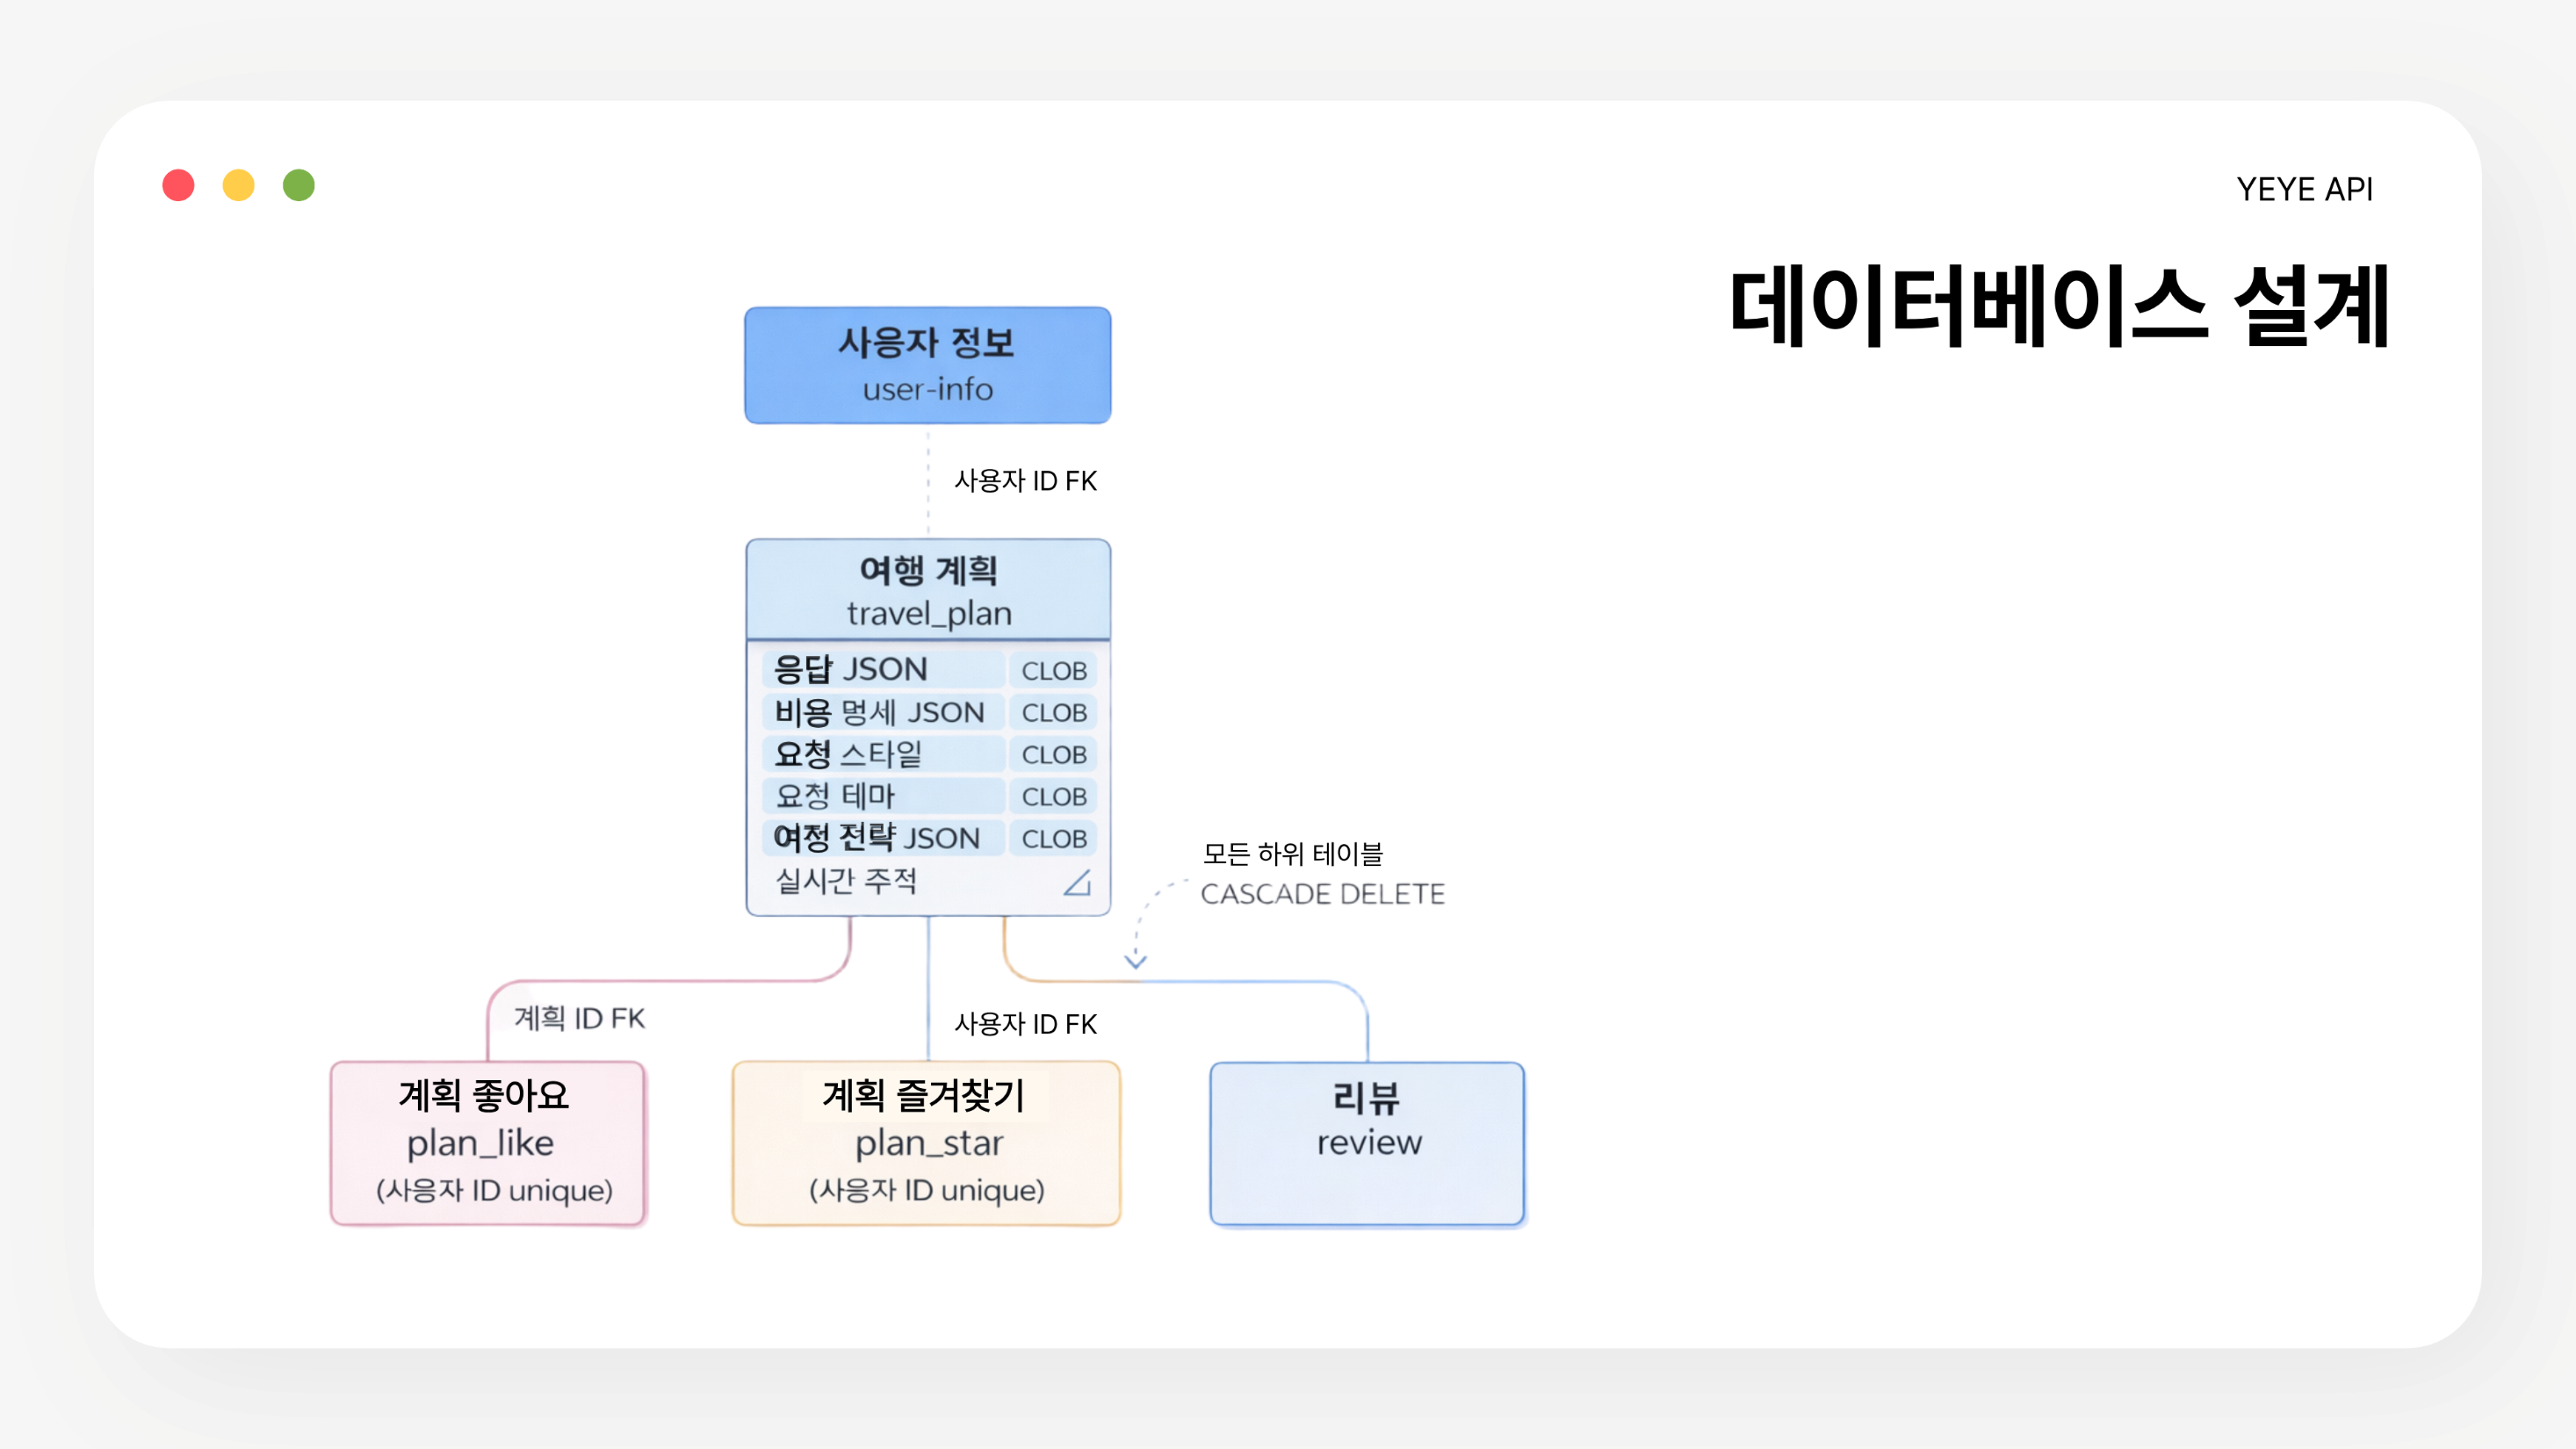 YEYE API
데이터베이스 설계
사응자 정보
user-info
사용자 ID FK
여행 계획
travel_plan
응답 JSON CLOB
비용 명세 JSON CLOB
요청 스타일 CLOB
요청 테마 CLOB
여정 전략 JSON CLOB
실시간 추적
모든 하위 테이블
CASCADE DELETE
계획 ID FK
사용자 ID FK
계획 좋아요
plan_like
(사응자 ID unique)
계획 즐겨찾기
plan_star
(사응자 ID unique)
리뷰
review